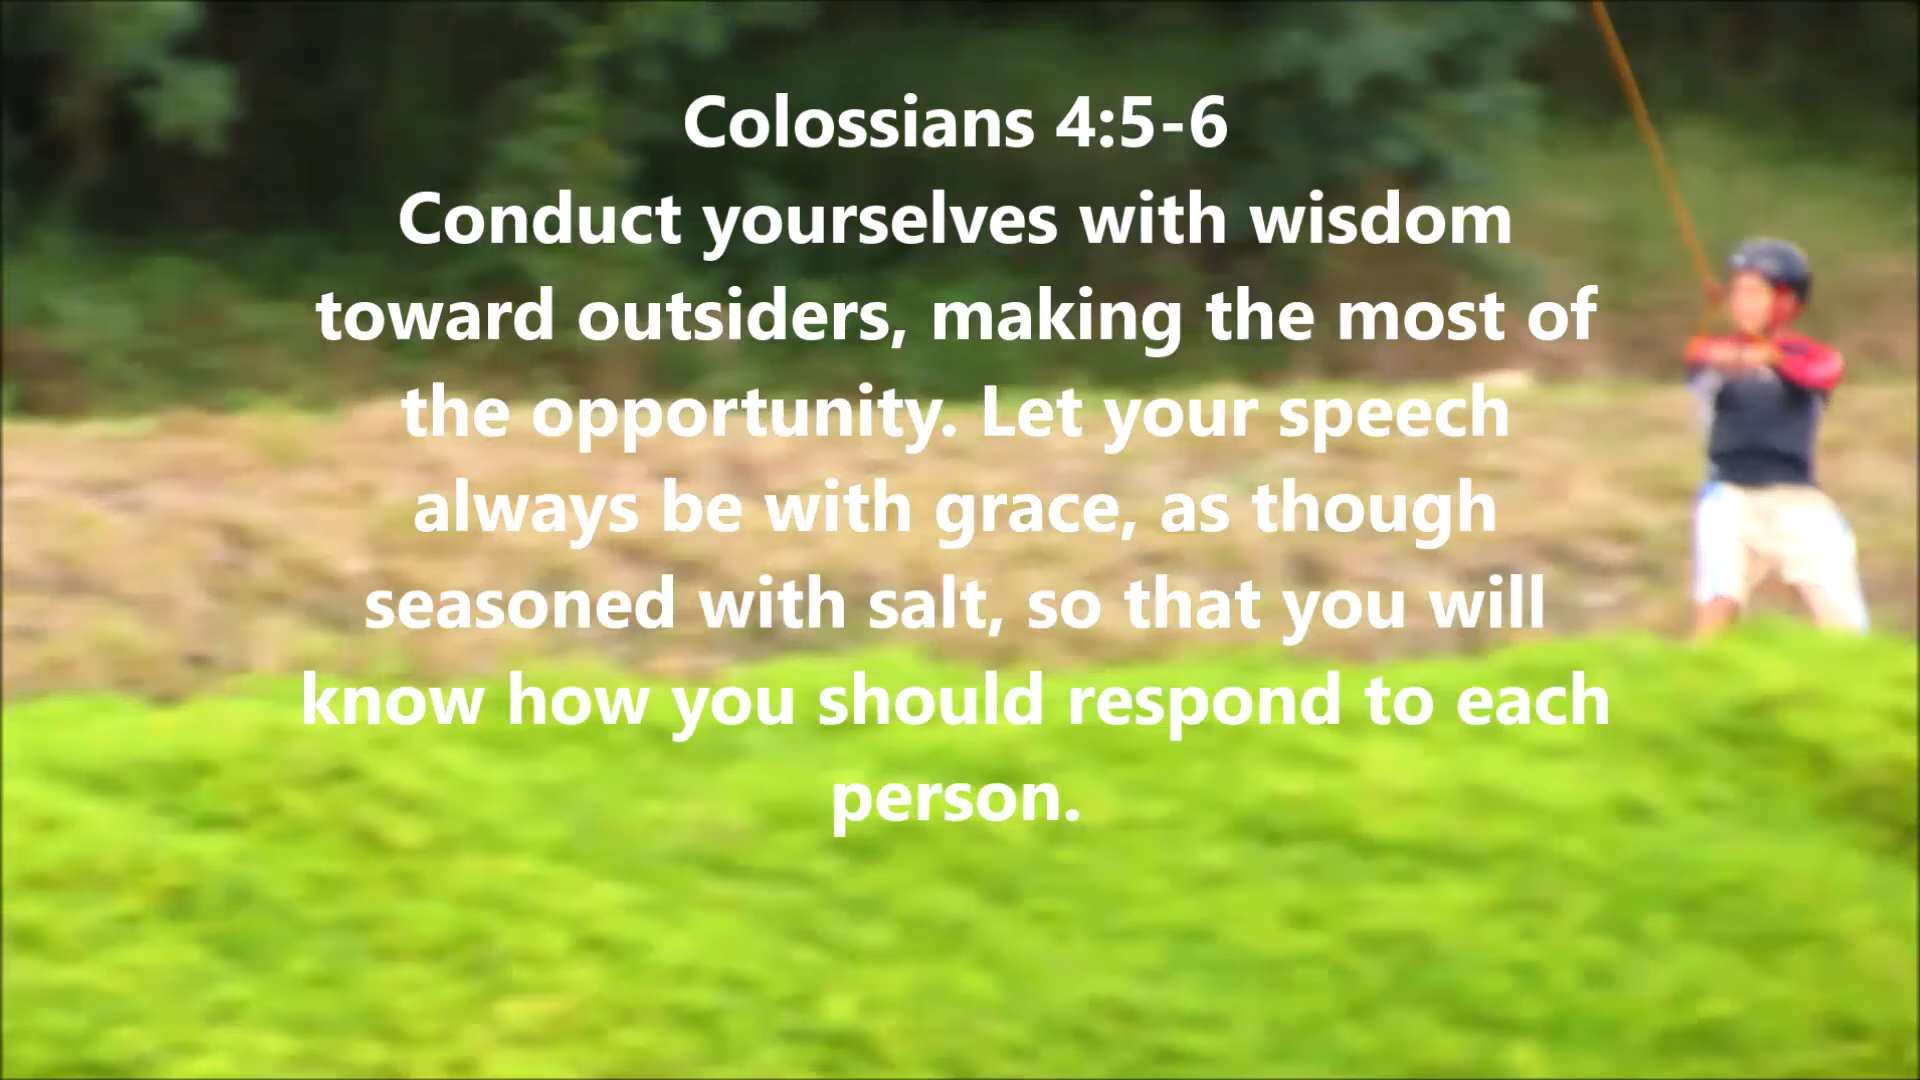 Colossians 4:5-6
Conduct yourselves with wisdom
toward outsiders, making the most of
the opportunity. Let your speech
always be with grace, as though
seasoned with salt, so that you will
know how you should respond to each
person.